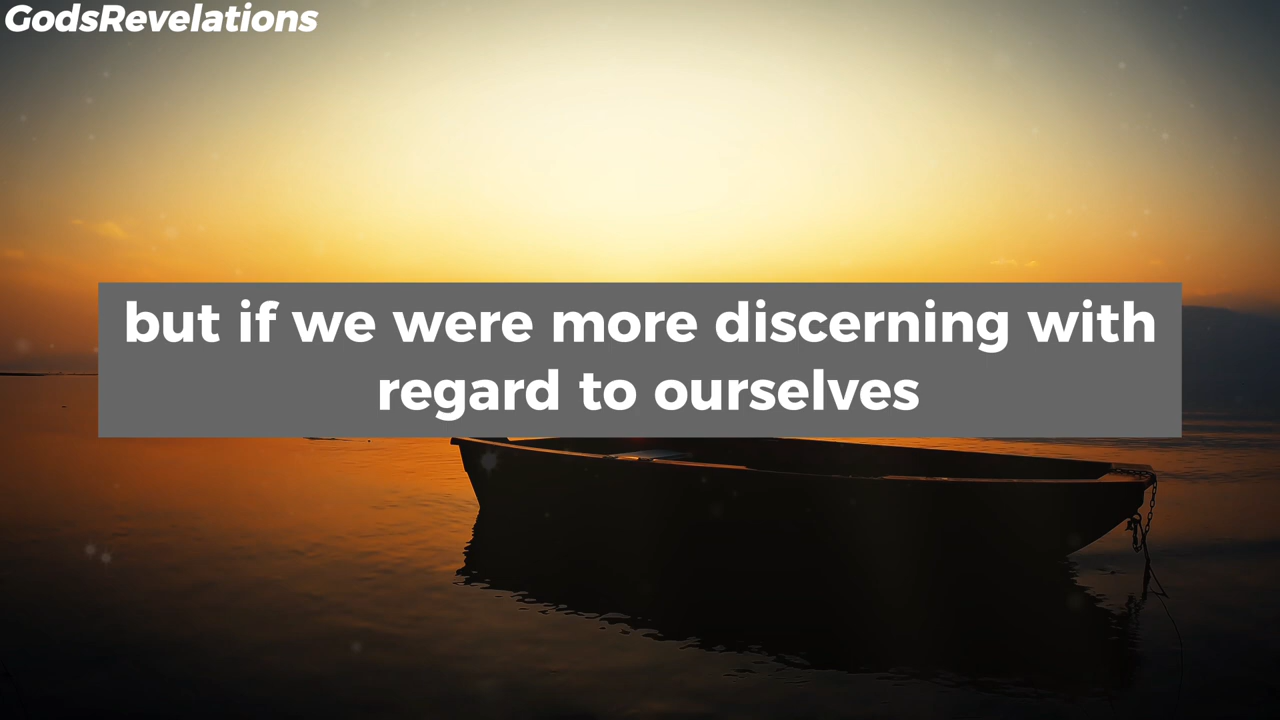 GodsRevelations
but if we were more discerning with
regard to ourselves